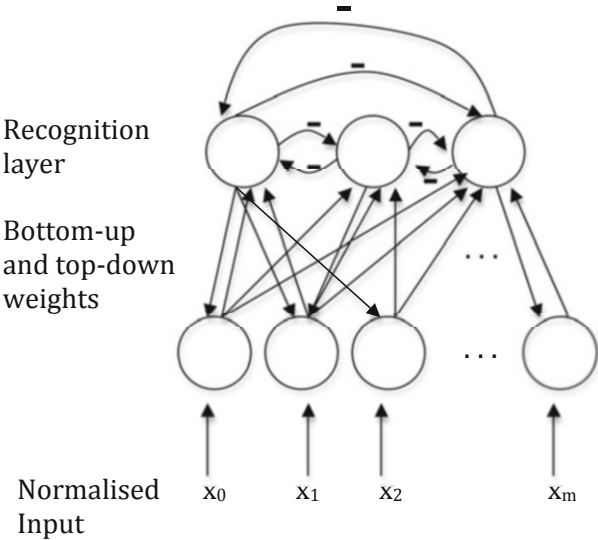 -
-
- -
- -
Recognition
layer
Bottom-up
and top-down
weights
. . .
. . .
x0 x1 x2 xm
Normalised
Input